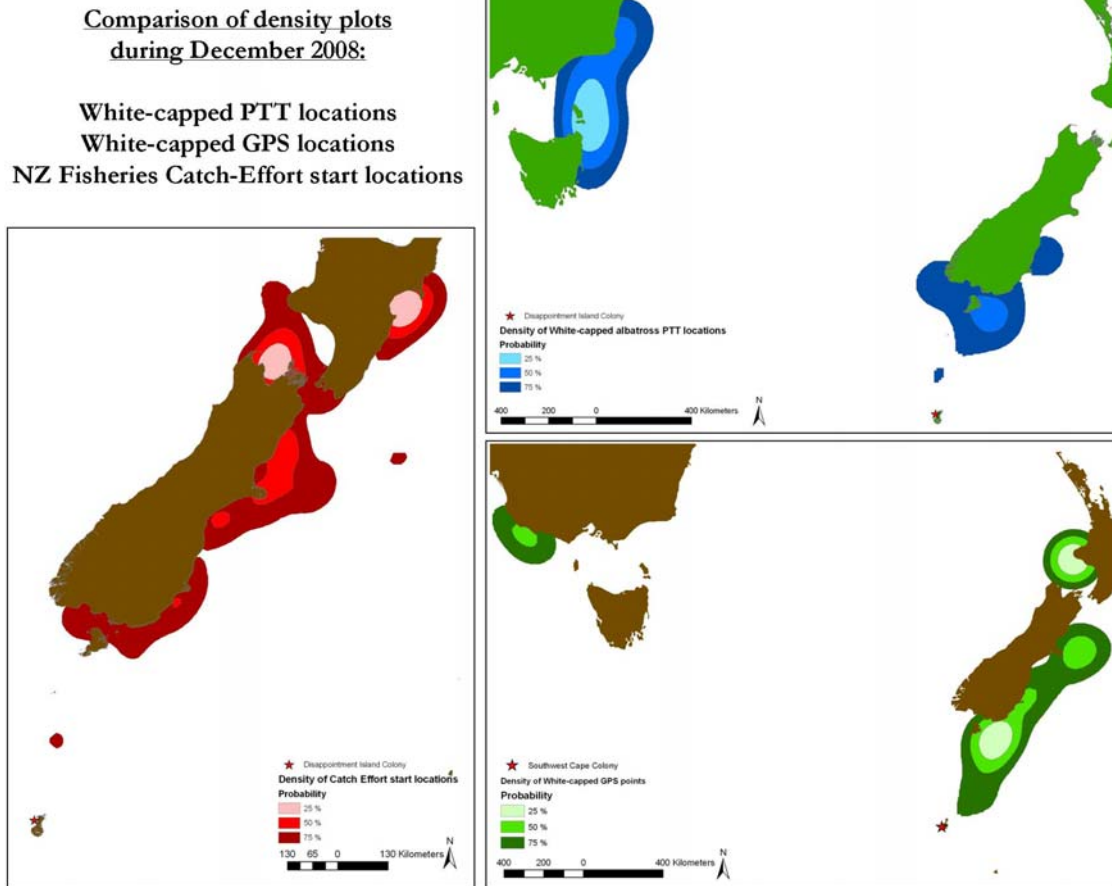 Comparison of density plots
during December 2008:
White-capped PTT locations
White-capped GPS locations
NZ Fisheries Catch-Effort start locations
Disappointment Island Colony
Density of White-capped albatross PTT locations
Probability
25 %
50 %
75 %
400 200 0 400 Kilometers
N
Disappointment Island Colony
Density of Catch Effort start locations
Probability
25 %
50 %
75 %
130 65 0 130 Kilometers
N
Southwest Cape Colony
Density of White-capped GPS points
Probability
25 %
50 %
75 %
400 200 0 400 Kilometers
N